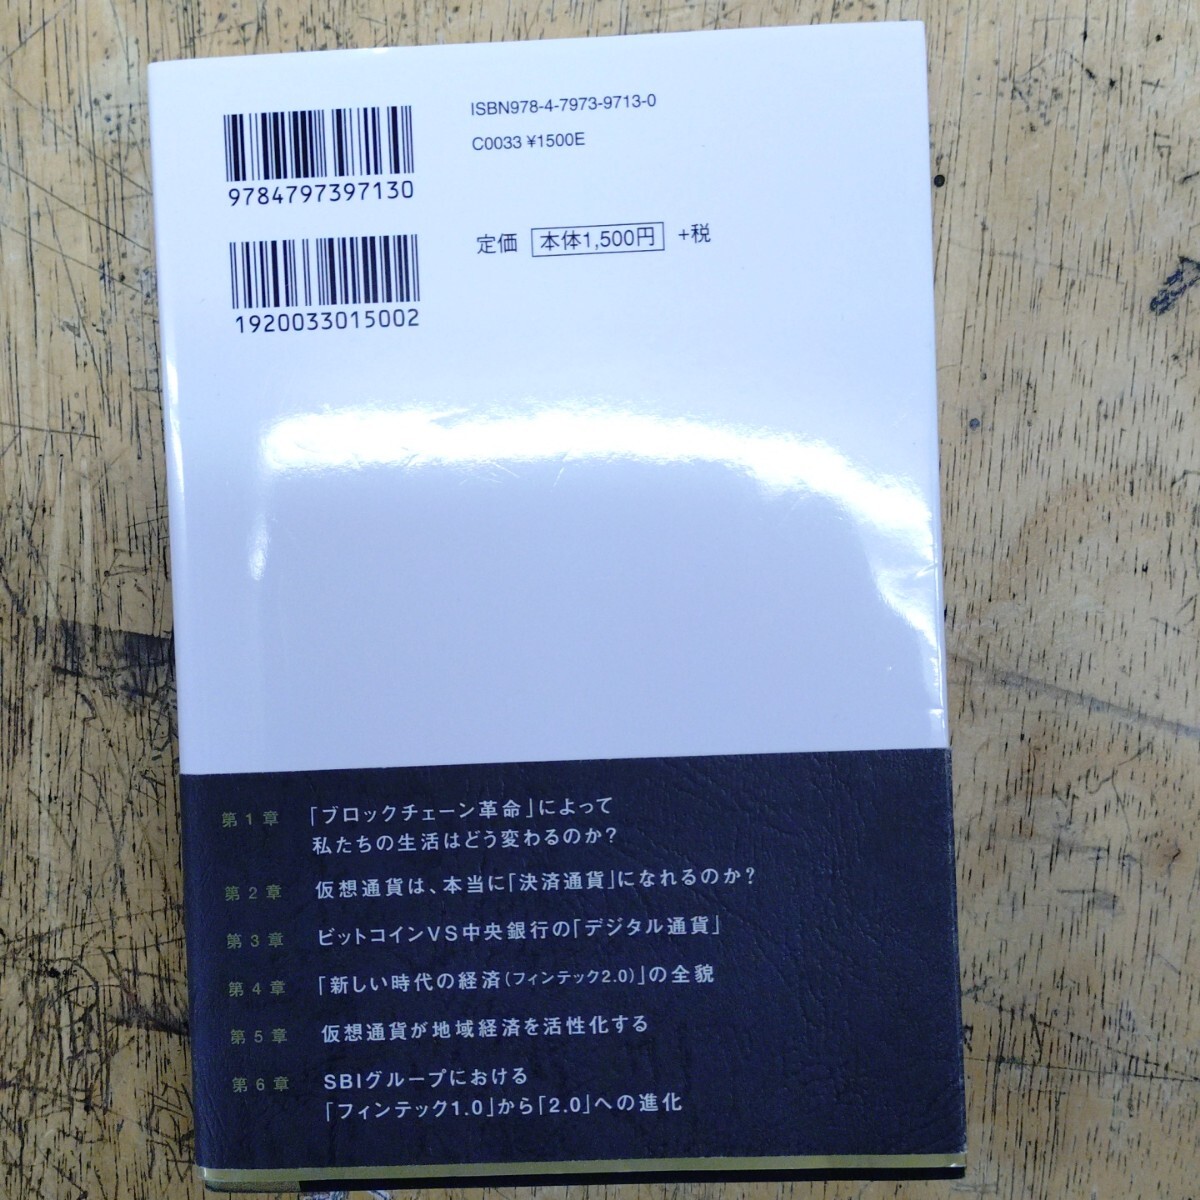 9784797397130
ISBN978-4-7973-9713-0
C0033 ¥1500E
1920033015002
定価 本体1,500円 +税
第1章 「ブロックチェーン革命」によって
私たちの生活はどう変わるのか?
第2章 仮想通貨は、本当に「決済通貨」になれるのか?
第3章 ビットコインVS中央銀行の「デジタル通貨」
第4章 「新しい時代の経済(フィンテック2.0)」の全貌
第5章 仮想通貨が地域経済を活性化する
第6章 SBIグループにおける
「フィンテック1.0」から「2.0」への進化